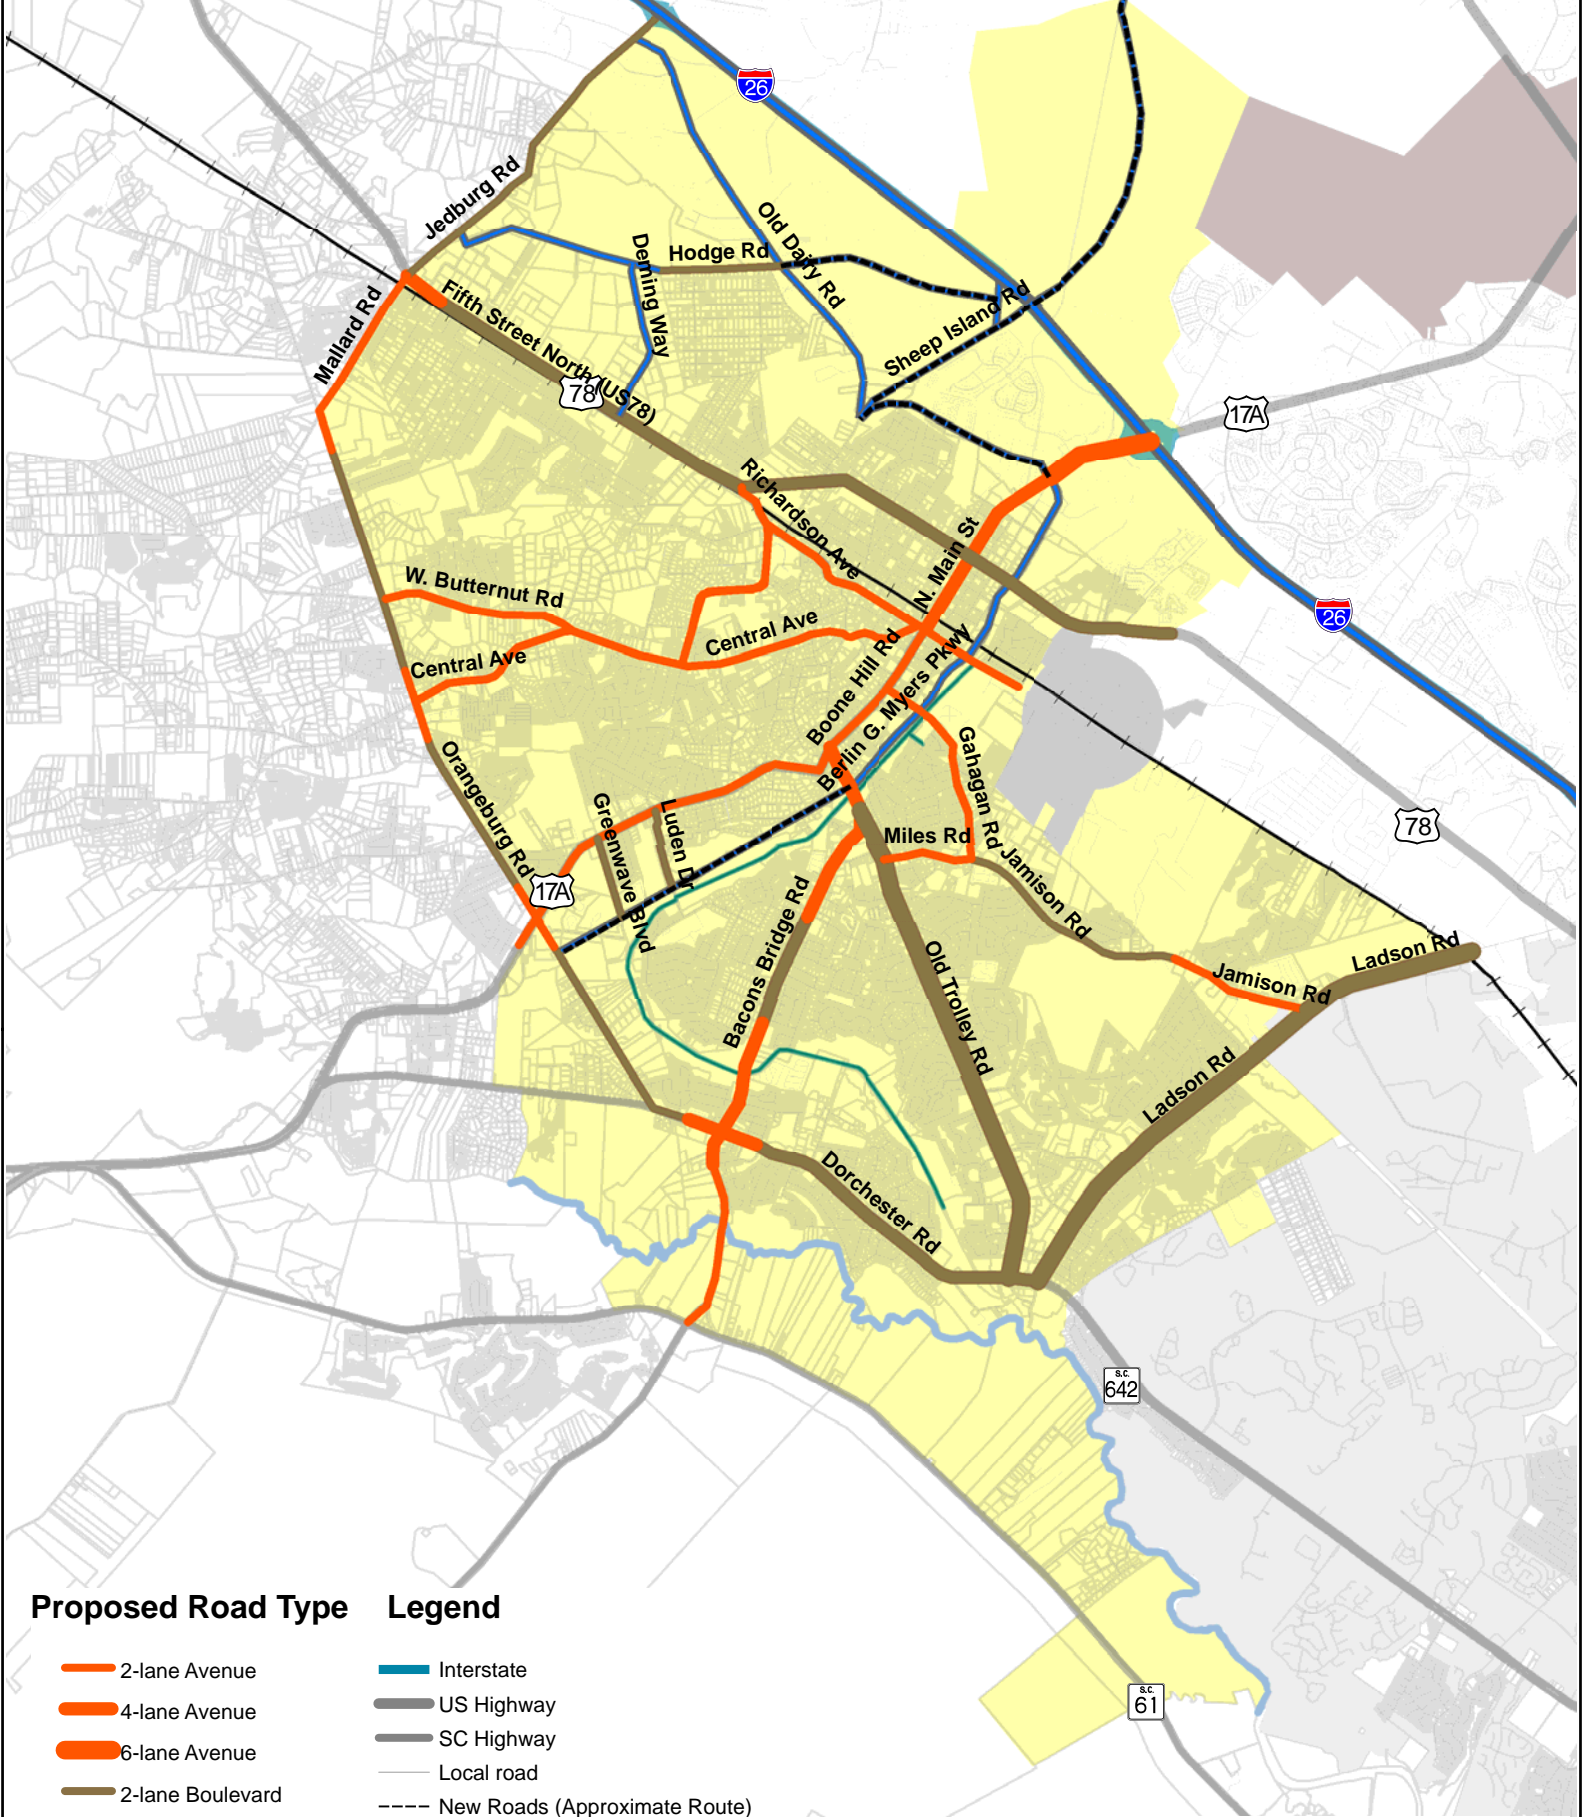 26
Jedburg Rd
Old Dairy Rd
Deming Way
Hodge Rd
Sheep Island Rd
Mallard Rd
Fifth Street North (US78)
78
17A
Richardson Ave
N. Main St
W. Butternut Rd
26
Central Ave
Central Ave
Boone Hill Rd
Berlin G. Myers Pkwy
Orangeburg Rd
Gahagan Rd
Greenwave Blvd
Luden Dr
Miles Rd
78
Jamison Rd
17A
Bacons Bridge Rd
Old Trolley Rd
Ladson Rd
Jamison Rd
Ladson Rd
Dorchester Rd
S.C.
642
S.C.
61
Proposed Road Type
2-lane Avenue
4-lane Avenue
6-lane Avenue
2-lane Boulevard
Legend
Interstate
US Highway
SC Highway
Local road
New Roads (Approximate Route)